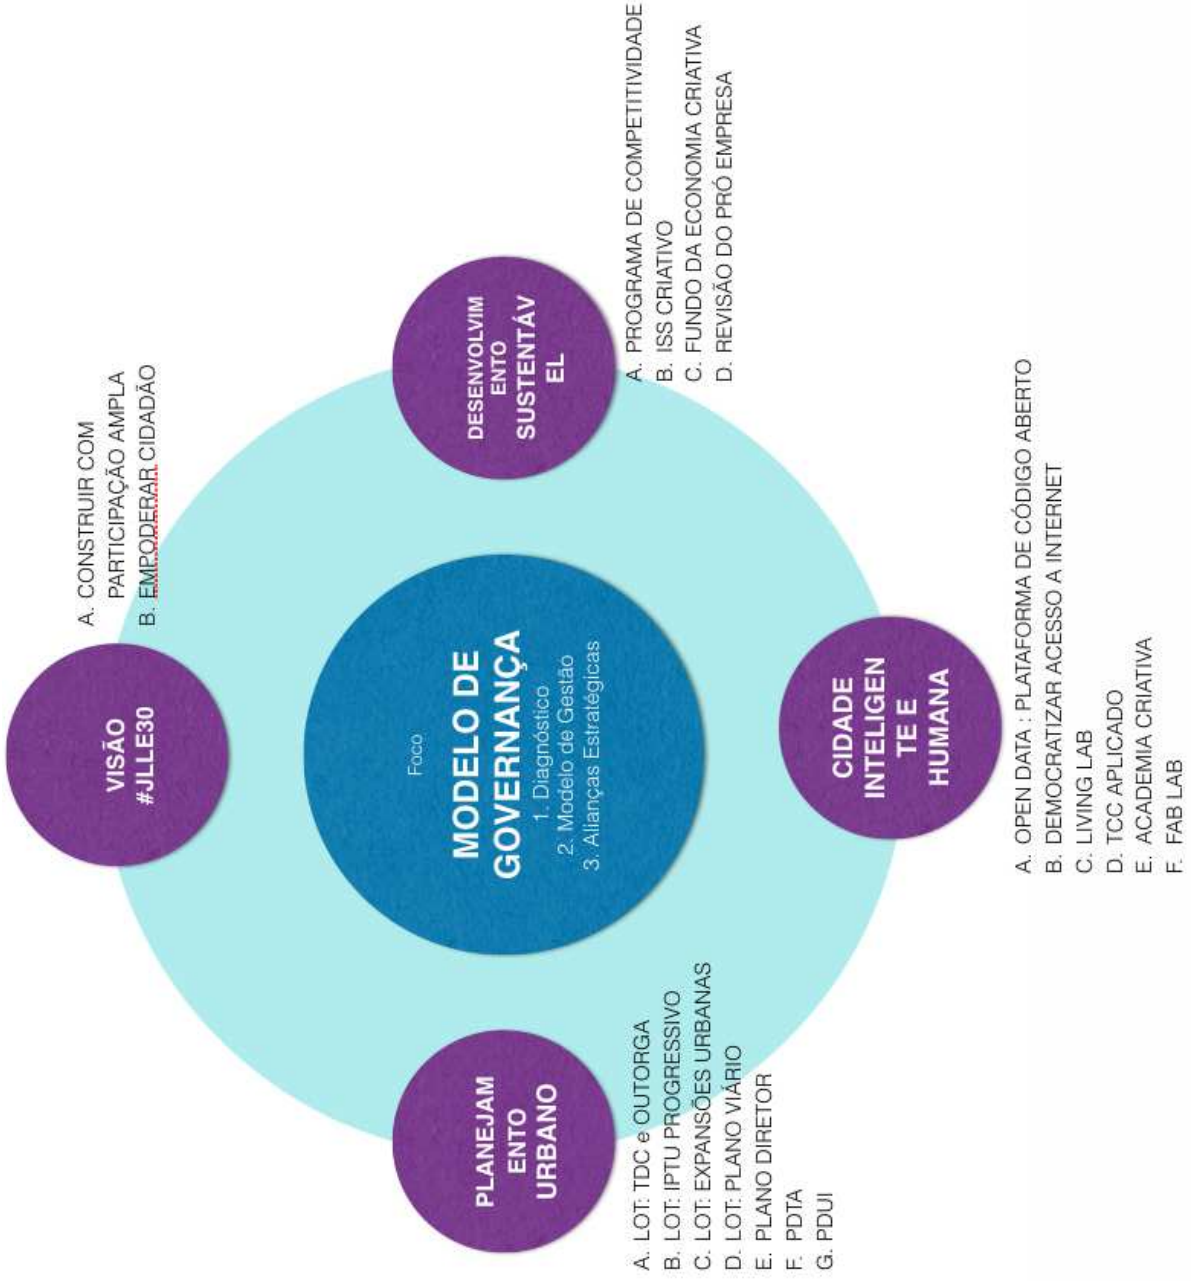 VISÃO
#JLLE30
A. CONSTRUIR COM
PARTICIPAÇÃO AMPLA
B. EMPODERAR CIDADÃO
Foco
MODELO DE
GOVERNANÇA
1. Diagnóstico
2. Modelo de Gestão
3. Alianças Estratégicas
PLANEJAM
ENTO
URBANO
A. LOT: TDC e OUTORGA
B. LOT: IPTU PROGRESSIVO
C. LOT: EXPANSÕES URBANAS
D. LOT: PLANO VIÁRIO
E. PLANO DIRETOR
F. PDTA
G. PDUI
DESENVOLVIM
ENTO
SUSTENTÁV
EL
A. PROGRAMA DE COMPETITIVIDADE
B. ISS CRIATIVO
C. FUNDO DA ECONOMIA CRIATIVA
D. REVISÃO DO PRÓ EMPRESA
CIDADE
INTELIGEN
TE E
HUMANA
A. OPEN DATA : PLATAFORMA DE CÓDIGO ABERTO
B. DEMOCRATIZAR ACESSO A INTERNET
C. LIVING LAB
D. TCC APLICADO
E. ACADEMIA CRIATIVA
F. FAB LAB